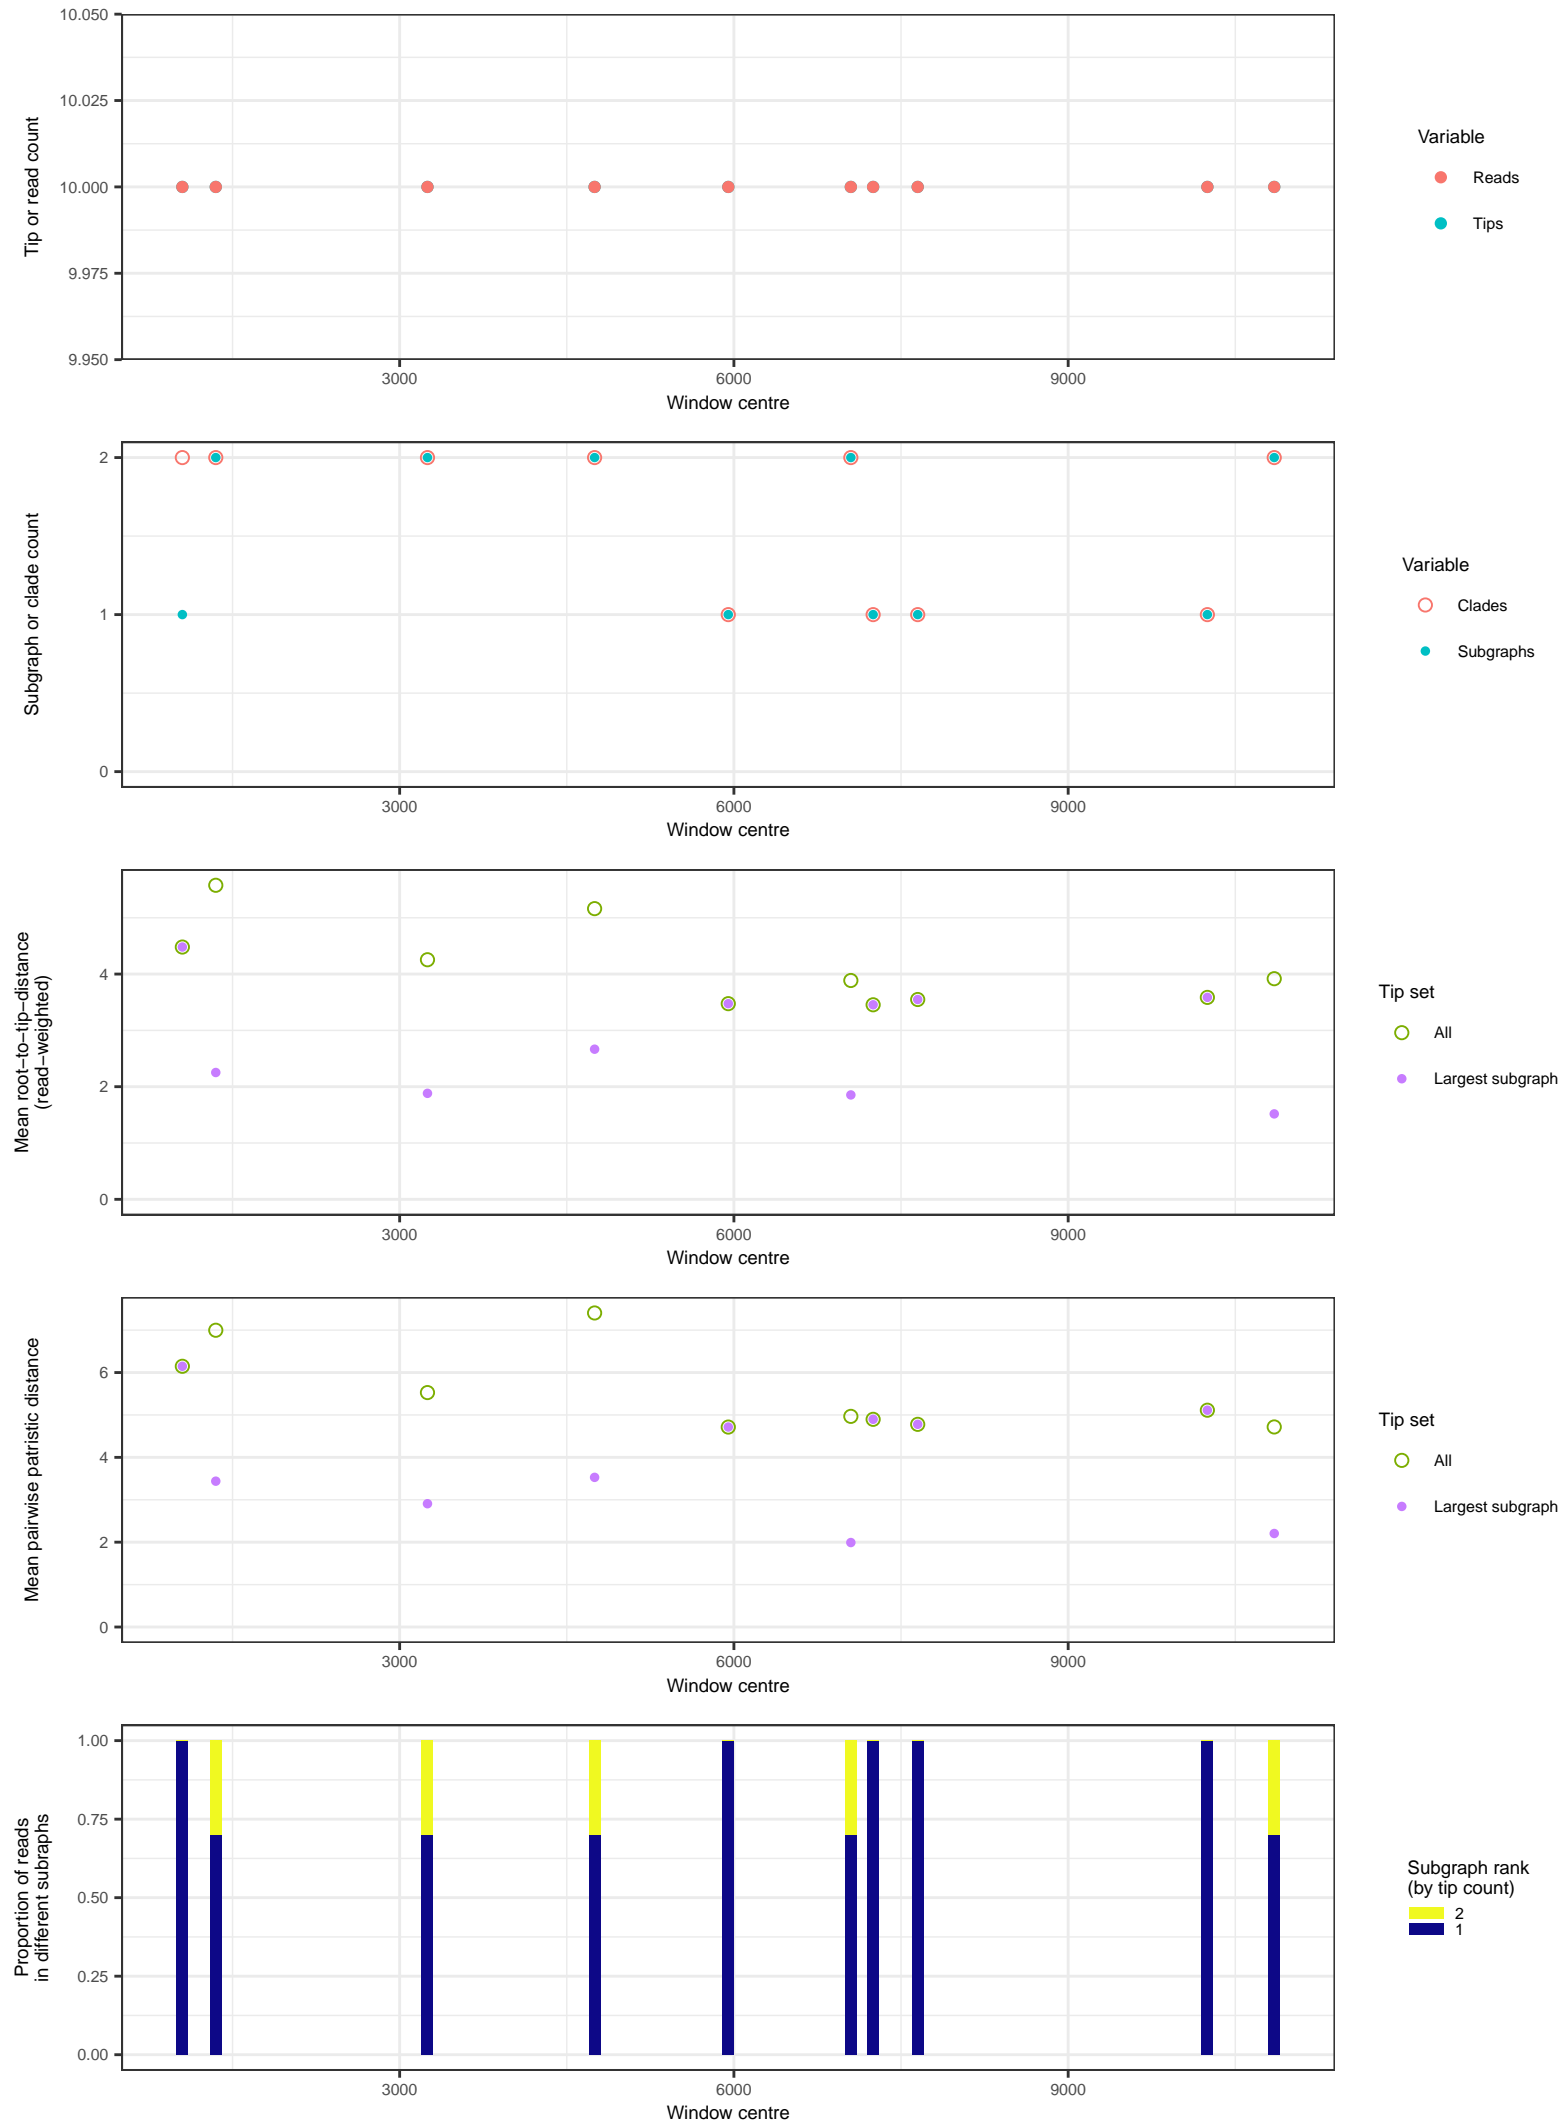 10.050
10.025
10.000
9.975
9.950
Tip or read count
3000 6000 9000
Window centre
Variable
Reads
Tips
2
1
0
Subgraph or clade count
3000 6000 9000
Window centre
Variable
Clades
Subgraphs
4
2
0
Mean root−to−tip−distance
(read−weighted)
3000 6000 9000
Window centre
Tip set
All
Largest subgraph
6
4
2
0
Mean pairwise patristic distance
3000 6000 9000
Window centre
Tip set
All
Largest subgraph
1.00
0.75
0.50
0.25
0.00
Proportion of reads
in different subraphs
3000 6000 9000
Window centre
Subgraph rank
(by tip count)
2
1